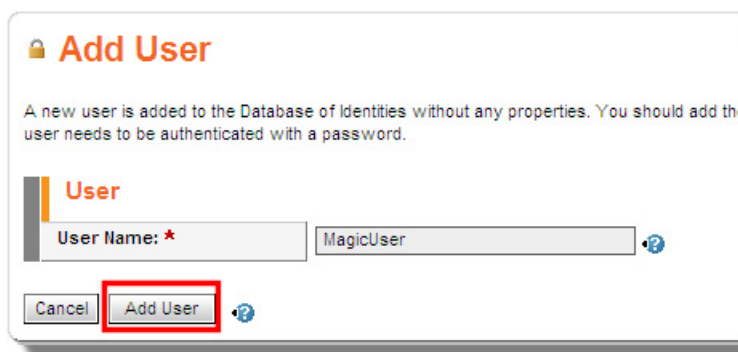 Add User
A new user is added to the Database of Identities without any properties. You should add
user needs to be authenticated with a password.
User
User Name: *
MagicUser
Cancel
Add User